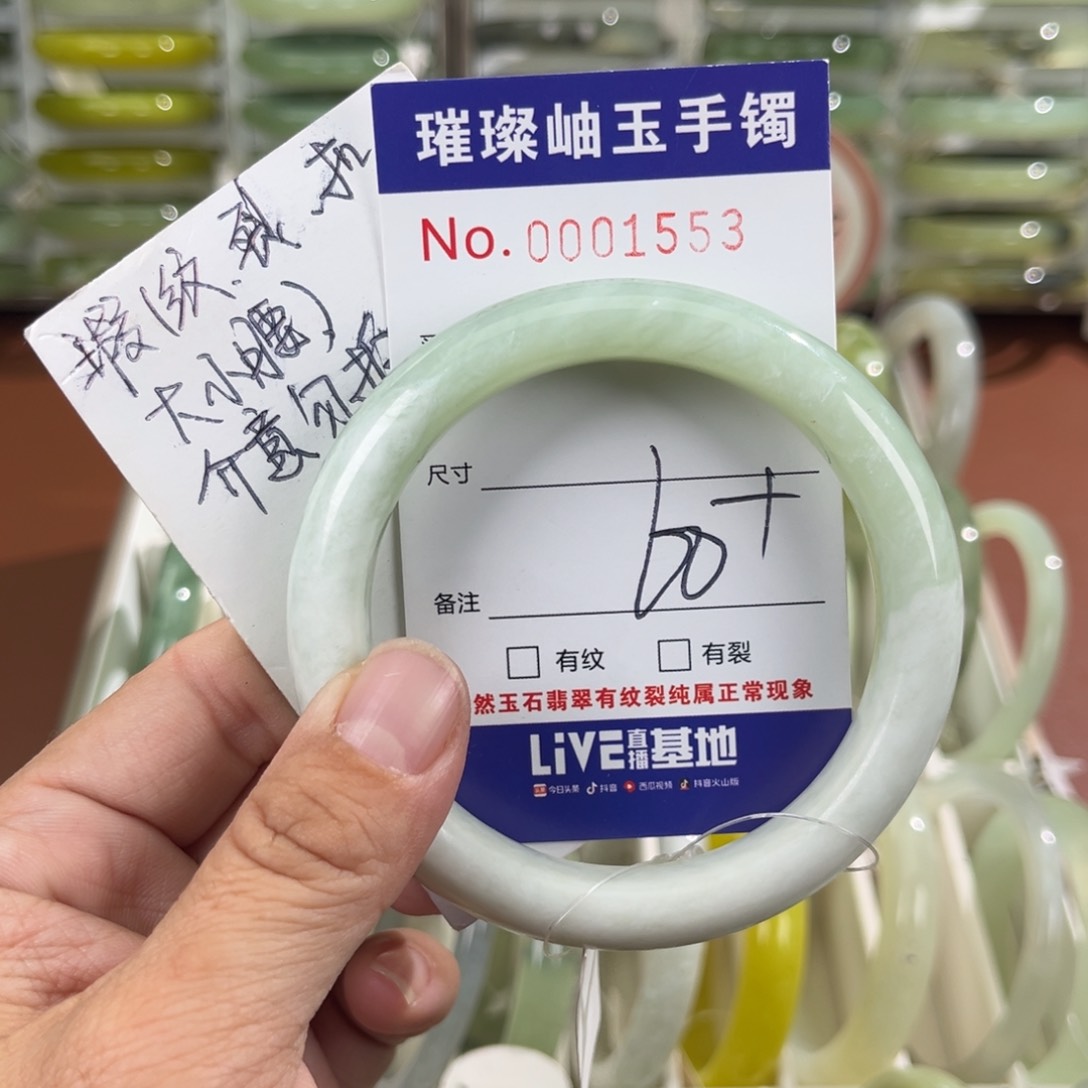 璀璨岫玉手镯
No. 0001553
尺寸
60+
备注
□ 有纹 □ 有裂
然玉石翡翠有纹裂纯属正常现象
LiVE直播基地
今日头条 抖音 西瓜视频 抖音火山版
瑕(纹.裂.
大小腰)
介意勿拍